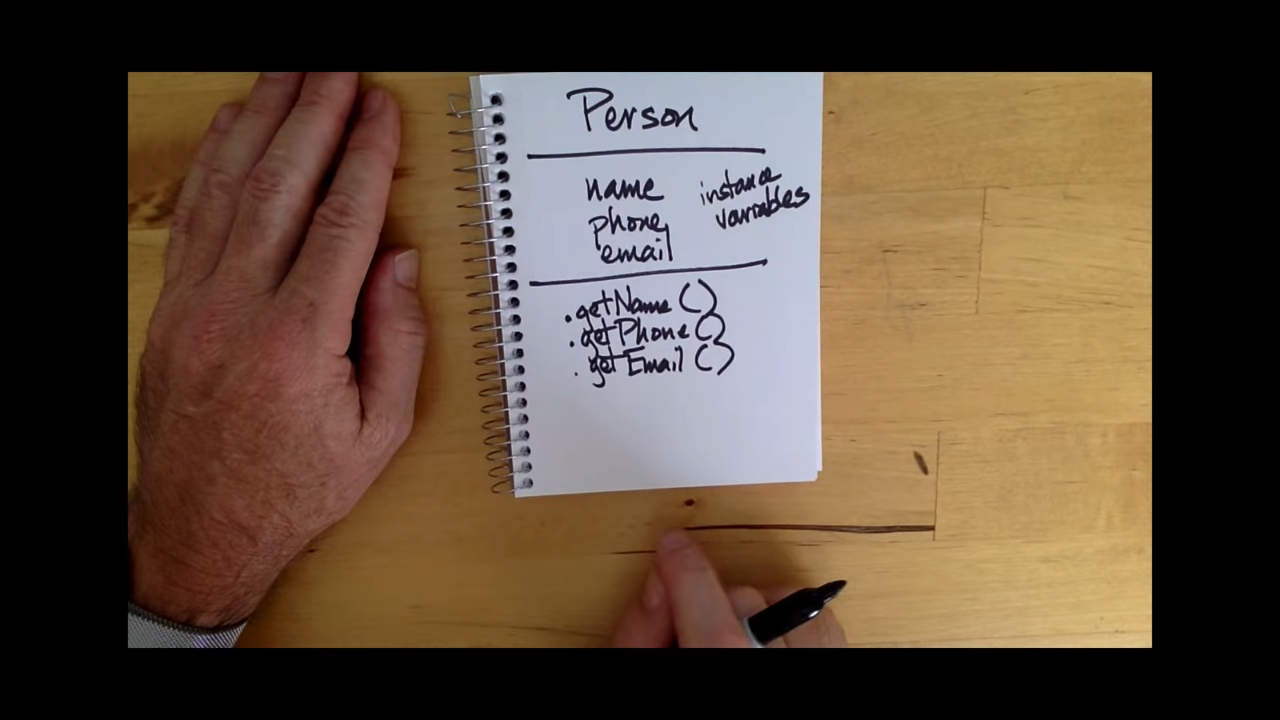 Person
name
phone
email
instance
variables
.getName()
.getPhone()
.getEmail()